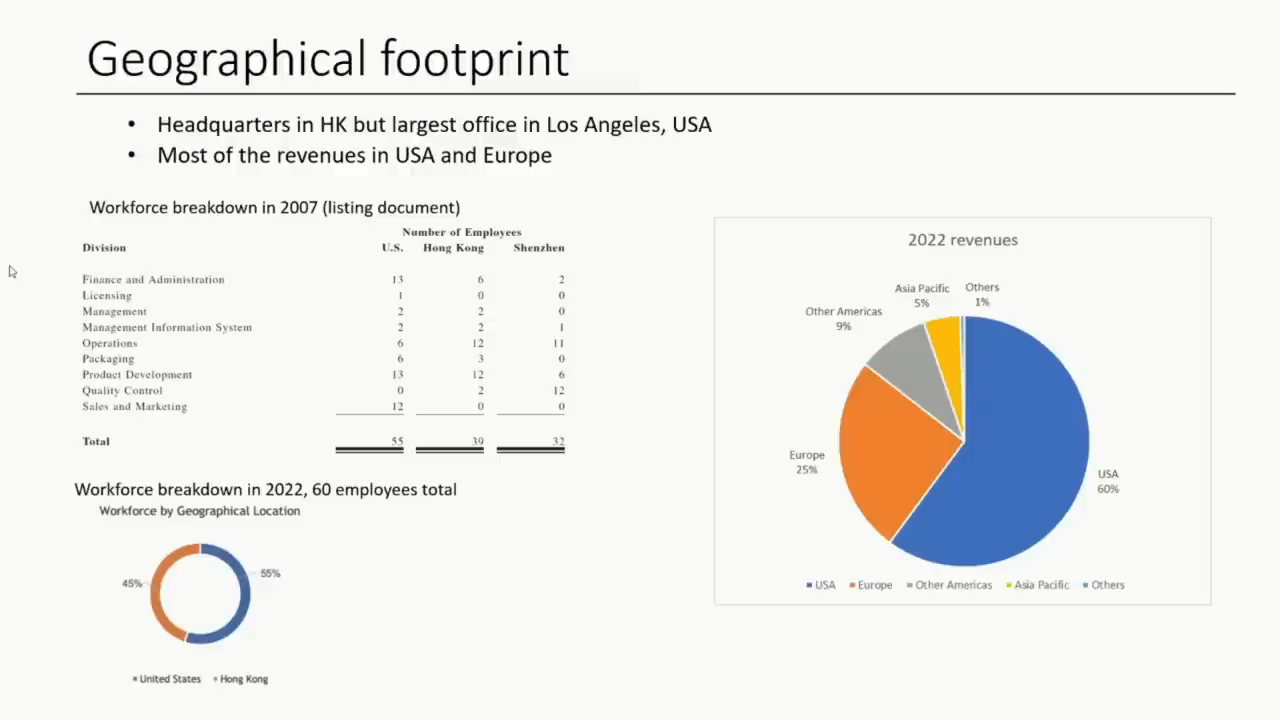 Geographical footprint
• Headquarters in HK but largest office in Los Angeles, USA
• Most of the revenues in USA and Europe
Workforce breakdown in 2007 (listing document)
Number of Employees
Division U.S. Hong Kong Shenzhen
Finance and Administration 13 6 2
Licensing 1 0 0
Management 2 2 0
Management Information System 2 2 1
Operations 6 12 11
Packaging 6 3 0
Product Development 13 12 6
Quality Control 0 2 12
Sales and Marketing 12 0 0
Total 55 39 32
Workforce breakdown in 2022, 60 employees total
Workforce by Geographical Location
45%
55%
United States Hong Kong
2022 revenues
Asia Pacific
5%
Others
1%
Other Americas
9%
Europe
25%
USA
60%
USA Europe Other Americas Asia Pacific Others